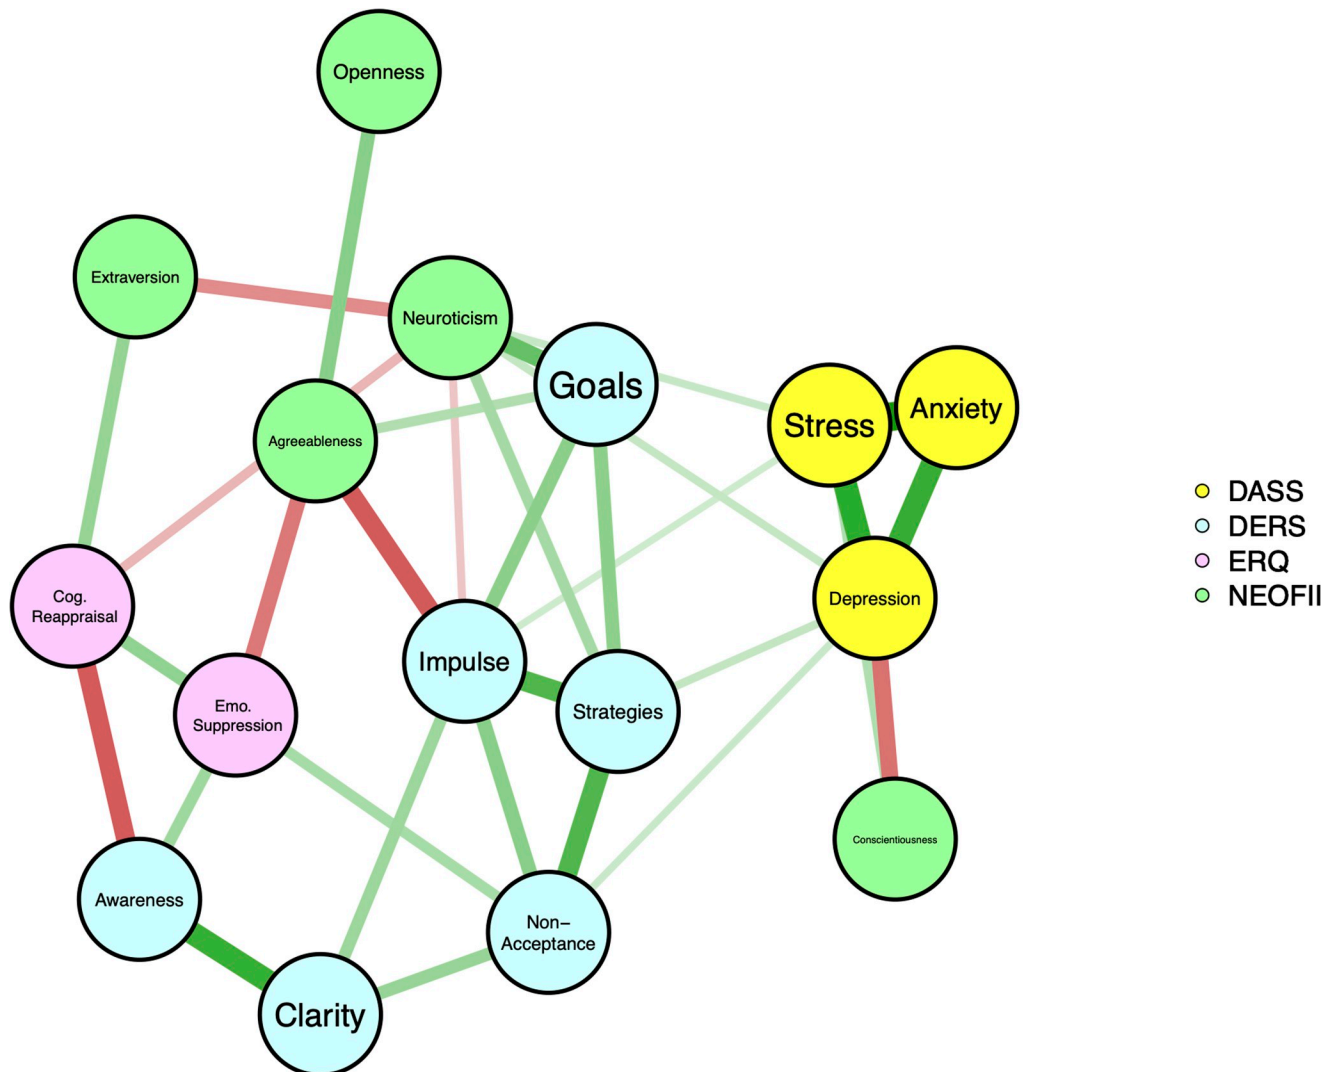 Openness
Extraversion
Neuroticism
Goals
Stress
Anxiety
Agreeableness
DASS
DERS
ERQ
NEOFII
Cog.
Reappraisal
Depression
Impulse
Emo.
Suppression
Strategies
Conscientiousness
Awareness
Non−
Acceptance
Clarity